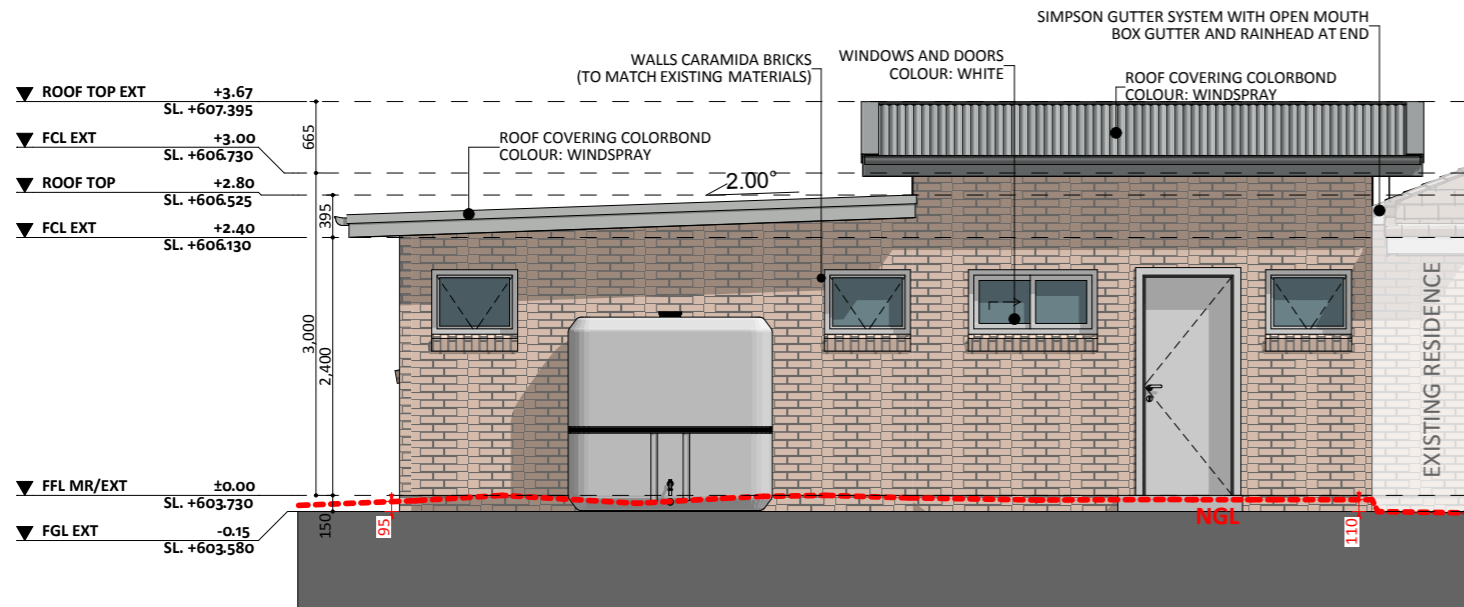 SIMPSON GUTTER SYSTEM WITH OPEN MOUTH
BOX GUTTER AND RAINHEAD AT END
WALLS CARAMIDA BRICKS
(TO MATCH EXISTING MATERIALS)
WINDOWS AND DOORS
COLOUR: WHITE
ROOF COVERING COLORBOND
COLOUR: WINDSPRAY
ROOF TOP EXT +3.67
SL. +607.395
FCL EXT +3.00
SL. +606.730
ROOF TOP +2.80
SL. +606.525
FCL EXT +2.40
SL. +606.130
665
395
3,000
2,400
150
ROOF COVERING COLORBOND
COLOUR: WINDSPRAY
2.00°
EXISTING RESIDENCE
FFL MR/EXT ±0.00
SL. +603.730
FGL EXT -0.15
SL. +603.580
95
NGL
110